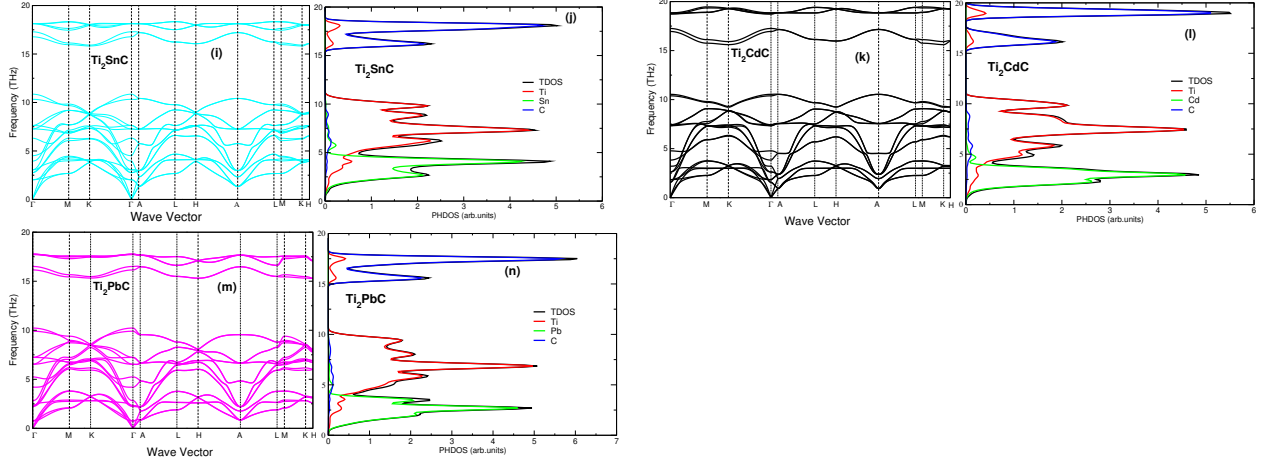 20
15
10
5
0
Frequency (THz)
Ti2SnC
(i)
Γ M K Γ A L H A L M K H
Wave Vector
(j)
Ti2SnC
TDOS
Ti
Sn
C
20
15
10
5
0
0 1 2 3 4 5 6
PHDOS (arb.units)
20
15
10
5
0
Frequency (THz)
Ti2CdC
(k)
Γ M K Γ A L H A L M K H
Wave Vector
(l)
Ti2CdC
TDOS
Ti
Cd
C
20
15
10
5
0
0 1 2 3 4 5 6
PHDOS (arb.units)
20
15
10
5
0
Frequency (THz)
Ti2PbC
(m)
Γ M K Γ A L H A L M K H
Wave Vector
(n)
Ti2PbC
TDOS
Ti
Pb
C
20
15
10
5
0
0 1 2 3 4 5 6 7
PHDOS (arb.units)